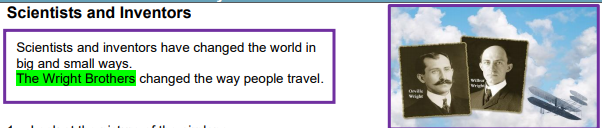 Scientists and Inventors
Scientists and inventors have changed the world in
big and small ways.
The Wright Brothers changed the way people travel.
Orville
Wright
Wilbur
Wright